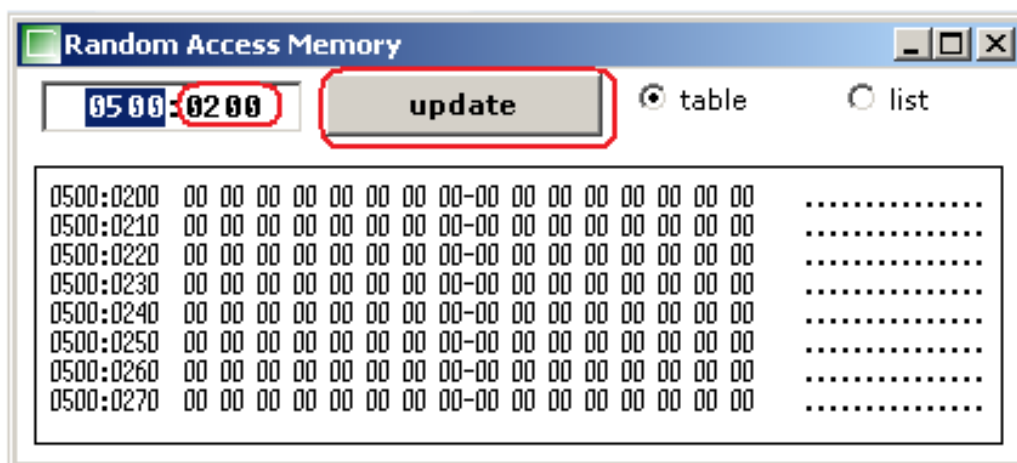 Random Access Memory
0500:0200 update table list
0500:0200 00 00 00 00 00 00 00 00-00 00 00 00 00 00 00 00 ...............
0500:0210 00 00 00 00 00 00 00 00-00 00 00 00 00 00 00 00 ...............
0500:0220 00 00 00 00 00 00 00 00-00 00 00 00 00 00 00 00 ...............
0500:0230 00 00 00 00 00 00 00 00-00 00 00 00 00 00 00 00 ...............
0500:0240 00 00 00 00 00 00 00 00-00 00 00 00 00 00 00 00 ...............
0500:0250 00 00 00 00 00 00 00 00-00 00 00 00 00 00 00 00 ...............
0500:0260 00 00 00 00 00 00 00 00-00 00 00 00 00 00 00 00 ...............
0500:0270 00 00 00 00 00 00 00 00-00 00 00 00 00 00 00 00 ...............